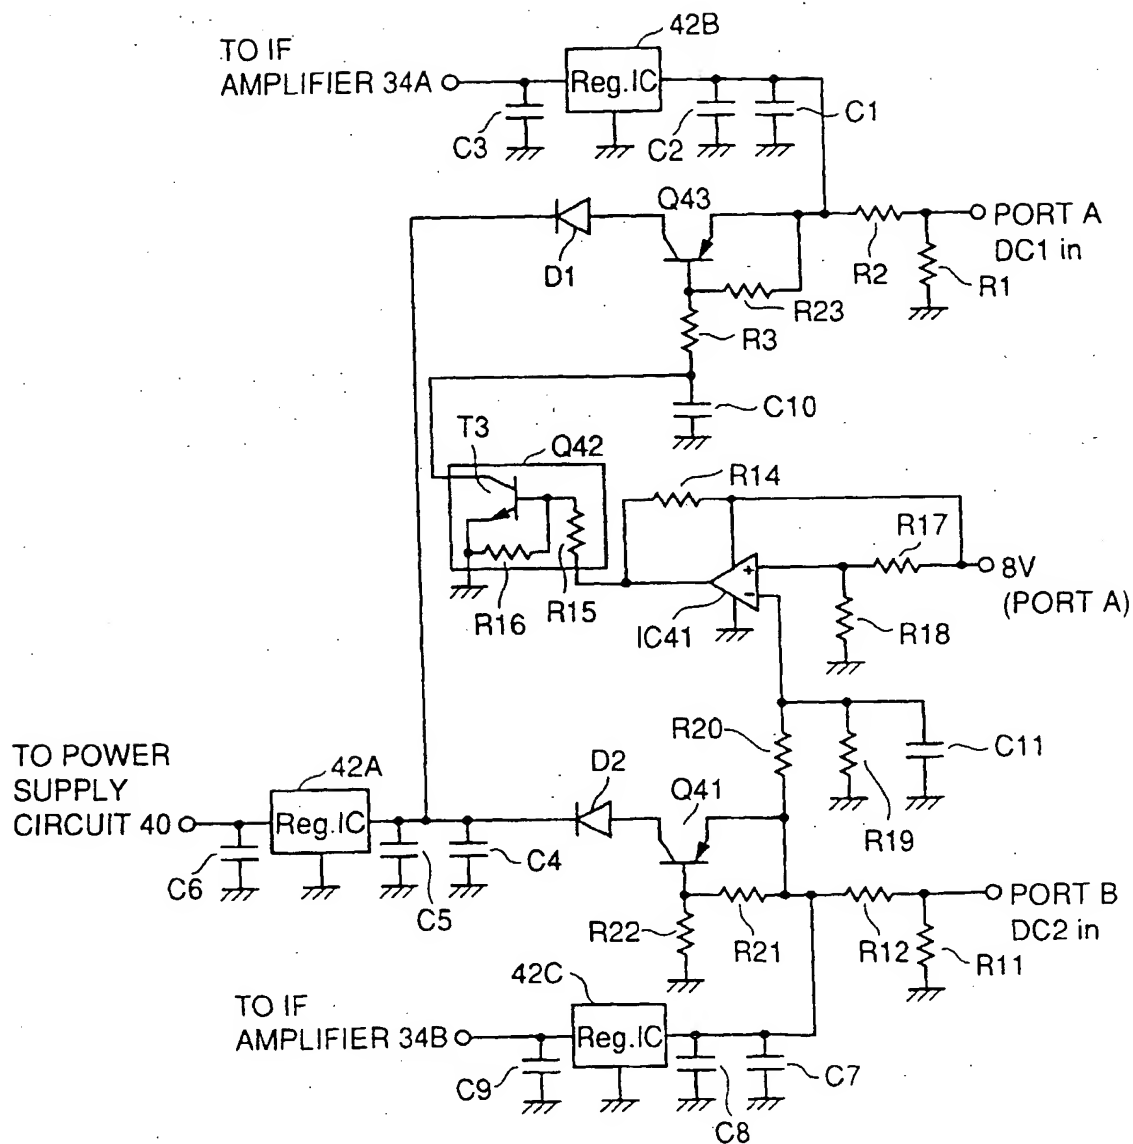 42B
TO IF
AMPLIFIER 34A
Reg.IC
C3
C2
C1
Q43
PORT A
DC1 in
D1
R2
R1
R23
R3
C10
T3
Q42
R14
R17
8V
(PORT A)
+
-
R16
R15
IC41
R18
R20
C11
TO POWER
SUPPLY
CIRCUIT 40
42A
D2
Q41
Reg.IC
R19
C6
C5
C4
PORT B
DC2 in
R22
R21
R12
R11
42C
TO IF
AMPLIFIER 34B
Reg.IC
C9
C8
C7